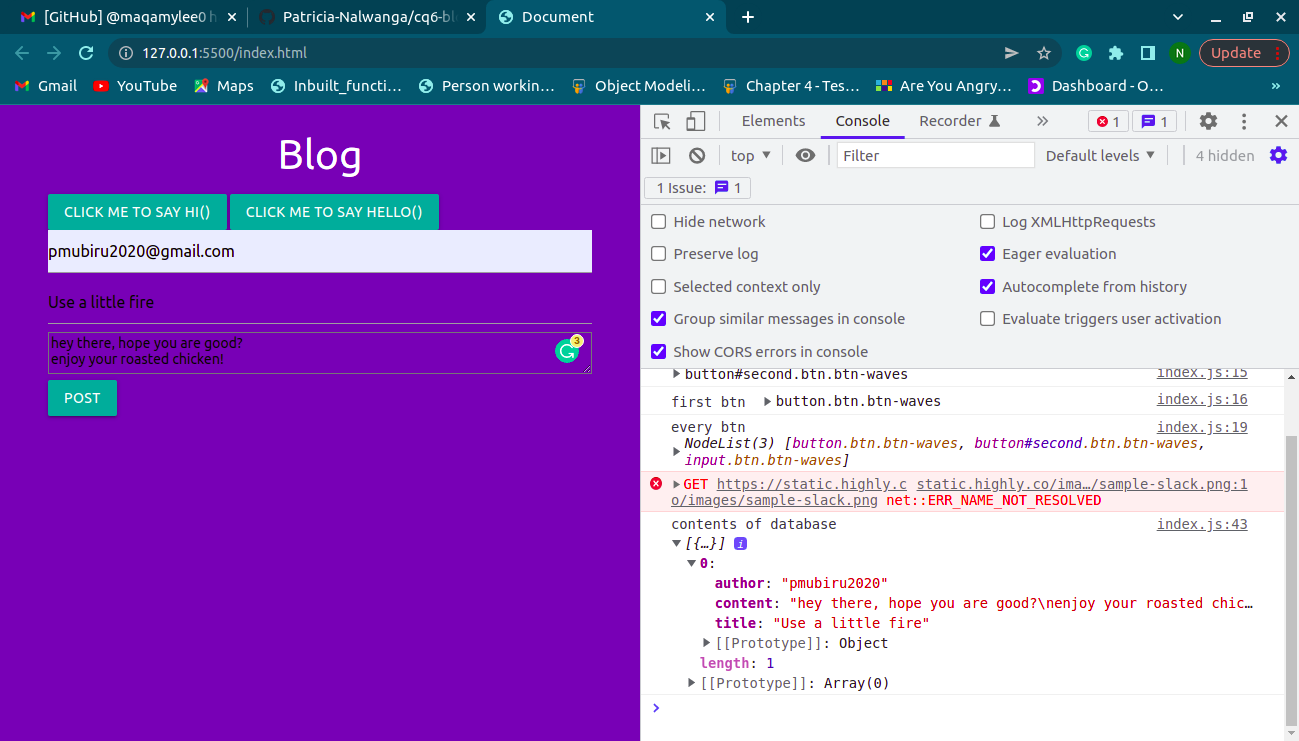 [GitHub] @maqamylee0 h
Patricia-Nalwanga/cq6-bl
Document
127.0.0.1:5500/index.html
N
Update
Gmail
YouTube
Maps
Inbuilt_functi…
Person workin…
Object Modeli…
Chapter 4 - Tes…
Are You Angry…
Dashboard - O…
»
Blog
CLICK ME TO SAY HI()
CLICK ME TO SAY HELLO()
pmubiru2020@gmail.com
Use a little fire
hey there, hope you are good?
enjoy your roasted chicken!
3
POST
Elements
Console
Recorder
»
1
1
top
Filter
Default levels
4 hidden
1 Issue:
1
Hide network
Log XMLHttpRequests
Preserve log
Eager evaluation
Selected context only
Autocomplete from history
Group similar messages in console
Evaluate triggers user activation
Show CORS errors in console
button#second.btn.btn-waves index.js:15
first btn button.btn.btn-waves index.js:16
every btn index.js:19
NodeList(3) [button.btn.btn-waves, button#second.btn.btn-waves,
input.btn.btn-waves]
GET https://static.highly.c static.highly.co/ima…/sample-slack.png:1
o/images/sample-slack.png net::ERR_NAME_NOT_RESOLVED
contents of database index.js:43
[{…}] i
0:
author: "pmubiru2020"
content: "hey there, hope you are good?\nenjoy your roasted chic…
title: "Use a little fire"
[[Prototype]]: Object
length: 1
[[Prototype]]: Array(0)